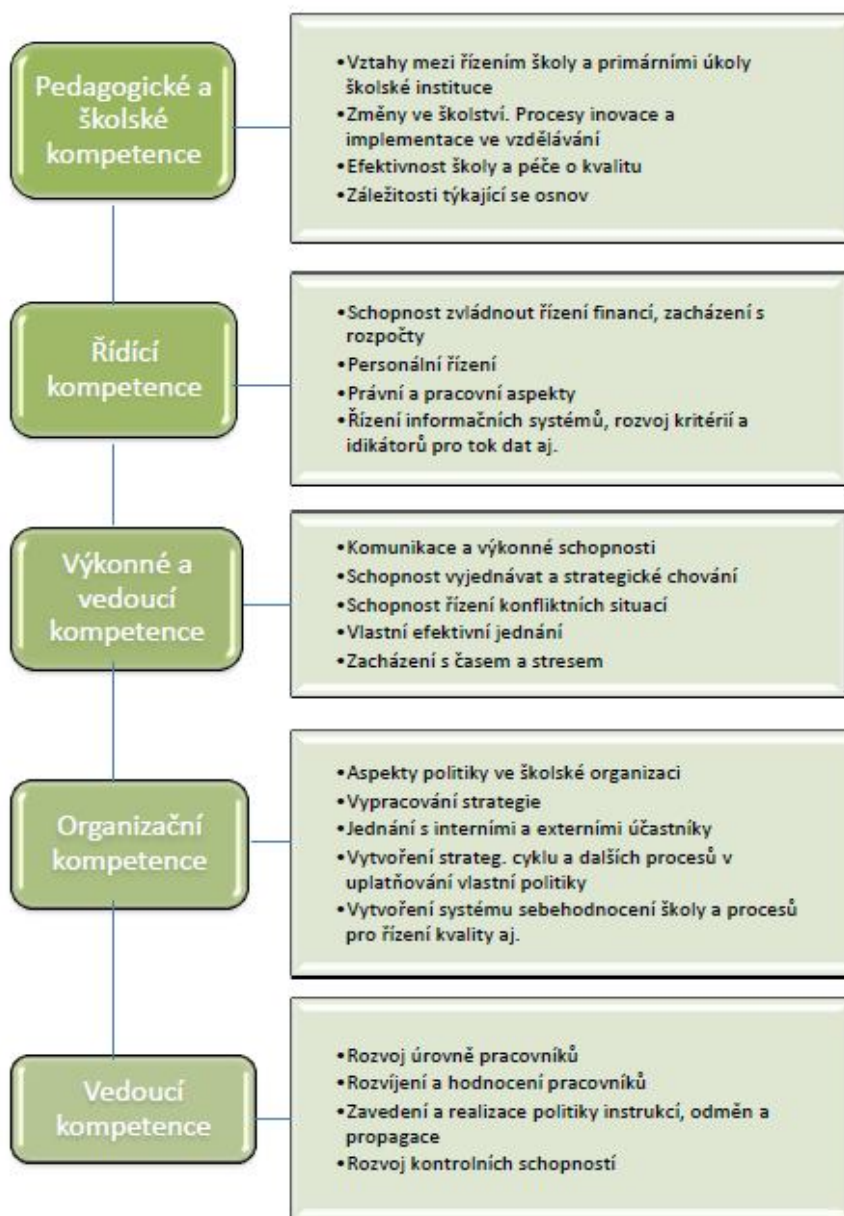 Pedagogické a
školské
kompetence
•Vztahy mezi řízením školy a primárními úkoly
školské instituce
•Změny ve školství. Procesy inovace a
implementace ve vzdělávání
•Efektivnost školy a péče o kvalitu
•Záležitosti týkající se osnov
Řídící
kompetence
•Schopnost zvládnout řízení financí, zacházení s
rozpočty
•Personální řízení
•Právní a pracovní aspekty
•Řízení informačních systémů, rozvoj kritérií a
idikátorů pro tok dat aj.
Výkonné a
vedoucí
kompetence
•Komunikace a výkonné schopnosti
•Schopnost vyjednávat a strategické chování
•Schopnost řízení konfliktních situací
•Vlastní efektivní jednání
•Zacházení s časem a stresem
Organizační
kompetence
•Aspekty politiky ve školské organizaci
•Vypracování strategie
•Jednání s interními a externími účastníky
•Vytvoření strateg. cyklu a dalších procesů v
uplatňování vlastní politiky
•Vytvoření systému sebehodnocení školy a procesů
pro řízení kvality aj.
Vedoucí
kompetence
•Rozvoj úrovně pracovníků
•Rozvíjení a hodnocení pracovníků
•Zavedení a realizace politiky instrukcí, odměn a
propagace
•Rozvoj kontrolních schopností